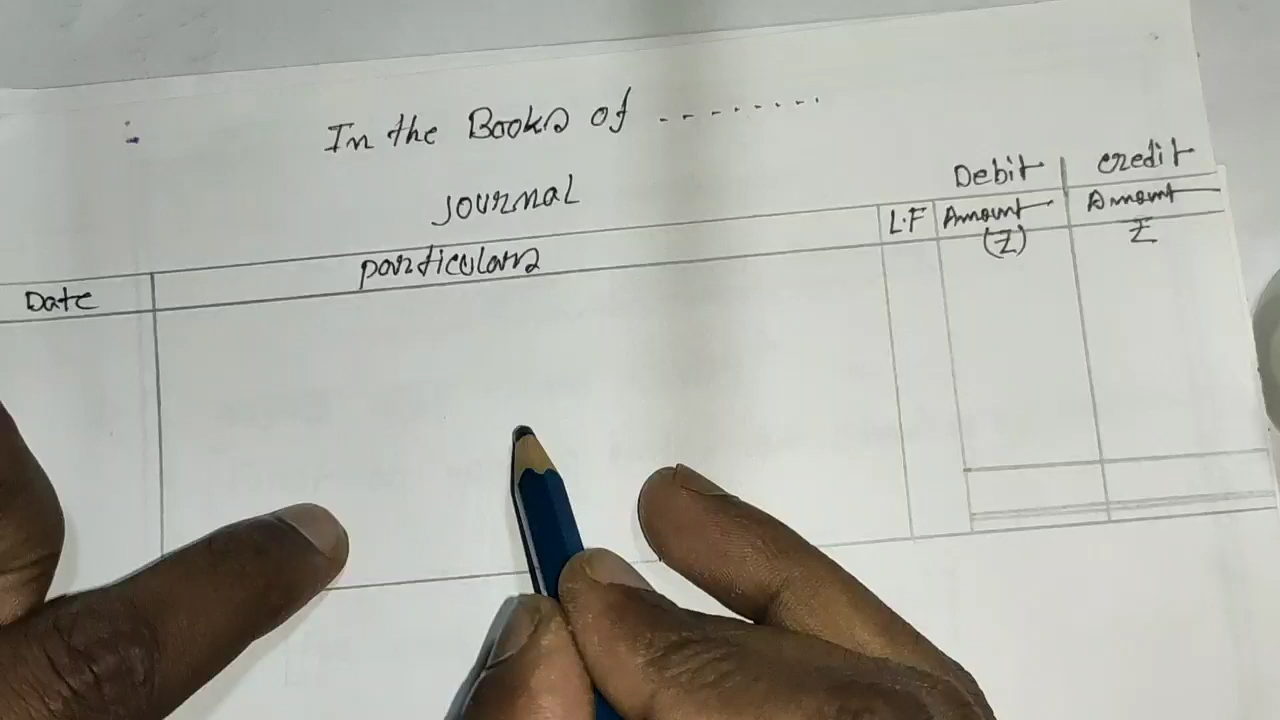 In the Books of .........
Journal
Date Particulars L.F Debit Amount (₹) Credit Amount ₹